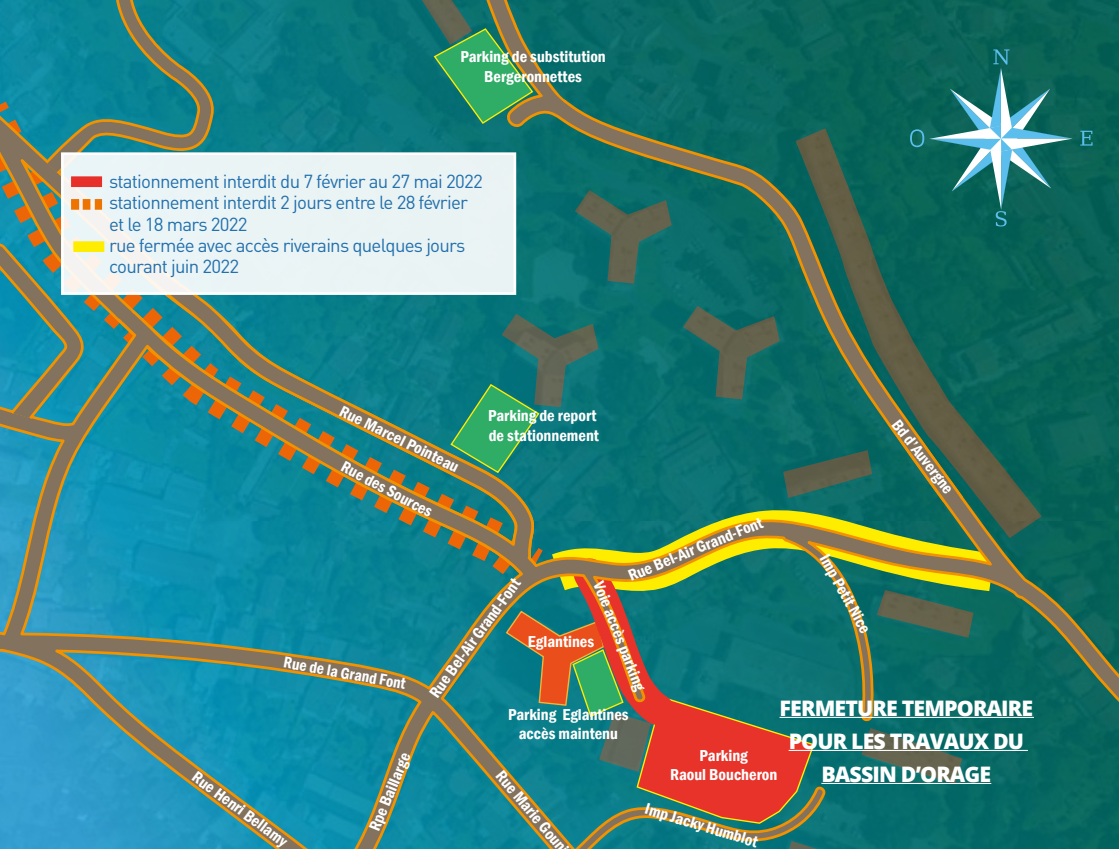 Parking de substitution
Bergeronnettes
N
O
E
S
stationnement interdit du 7 février au 27 mai 2022
stationnement interdit 2 jours entre le 28 février
et le 18 mars 2022
rue fermée avec accès riverains quelques jours
courant juin 2022
Rue Marcel Pointeau
Parking de report
de stationnement
Rue des Sources
Bd d'Auvergne
Rue Bel-Air Grand-Font
Imp Petit Nice
Voie accès parking
Rue Bel-Air Grand-Font
Eglantines
Rue de la Grand Font
Parking Eglantines
accès maintenu
FERMETURE TEMPORAIRE
POUR LES TRAVAUX DU
BASSIN D'ORAGE
Parking
Raoul Boucheron
Rue Henri Bellamy
Rpe Baillarge
Rue Marie Gouni
Imp Jacky Humblot